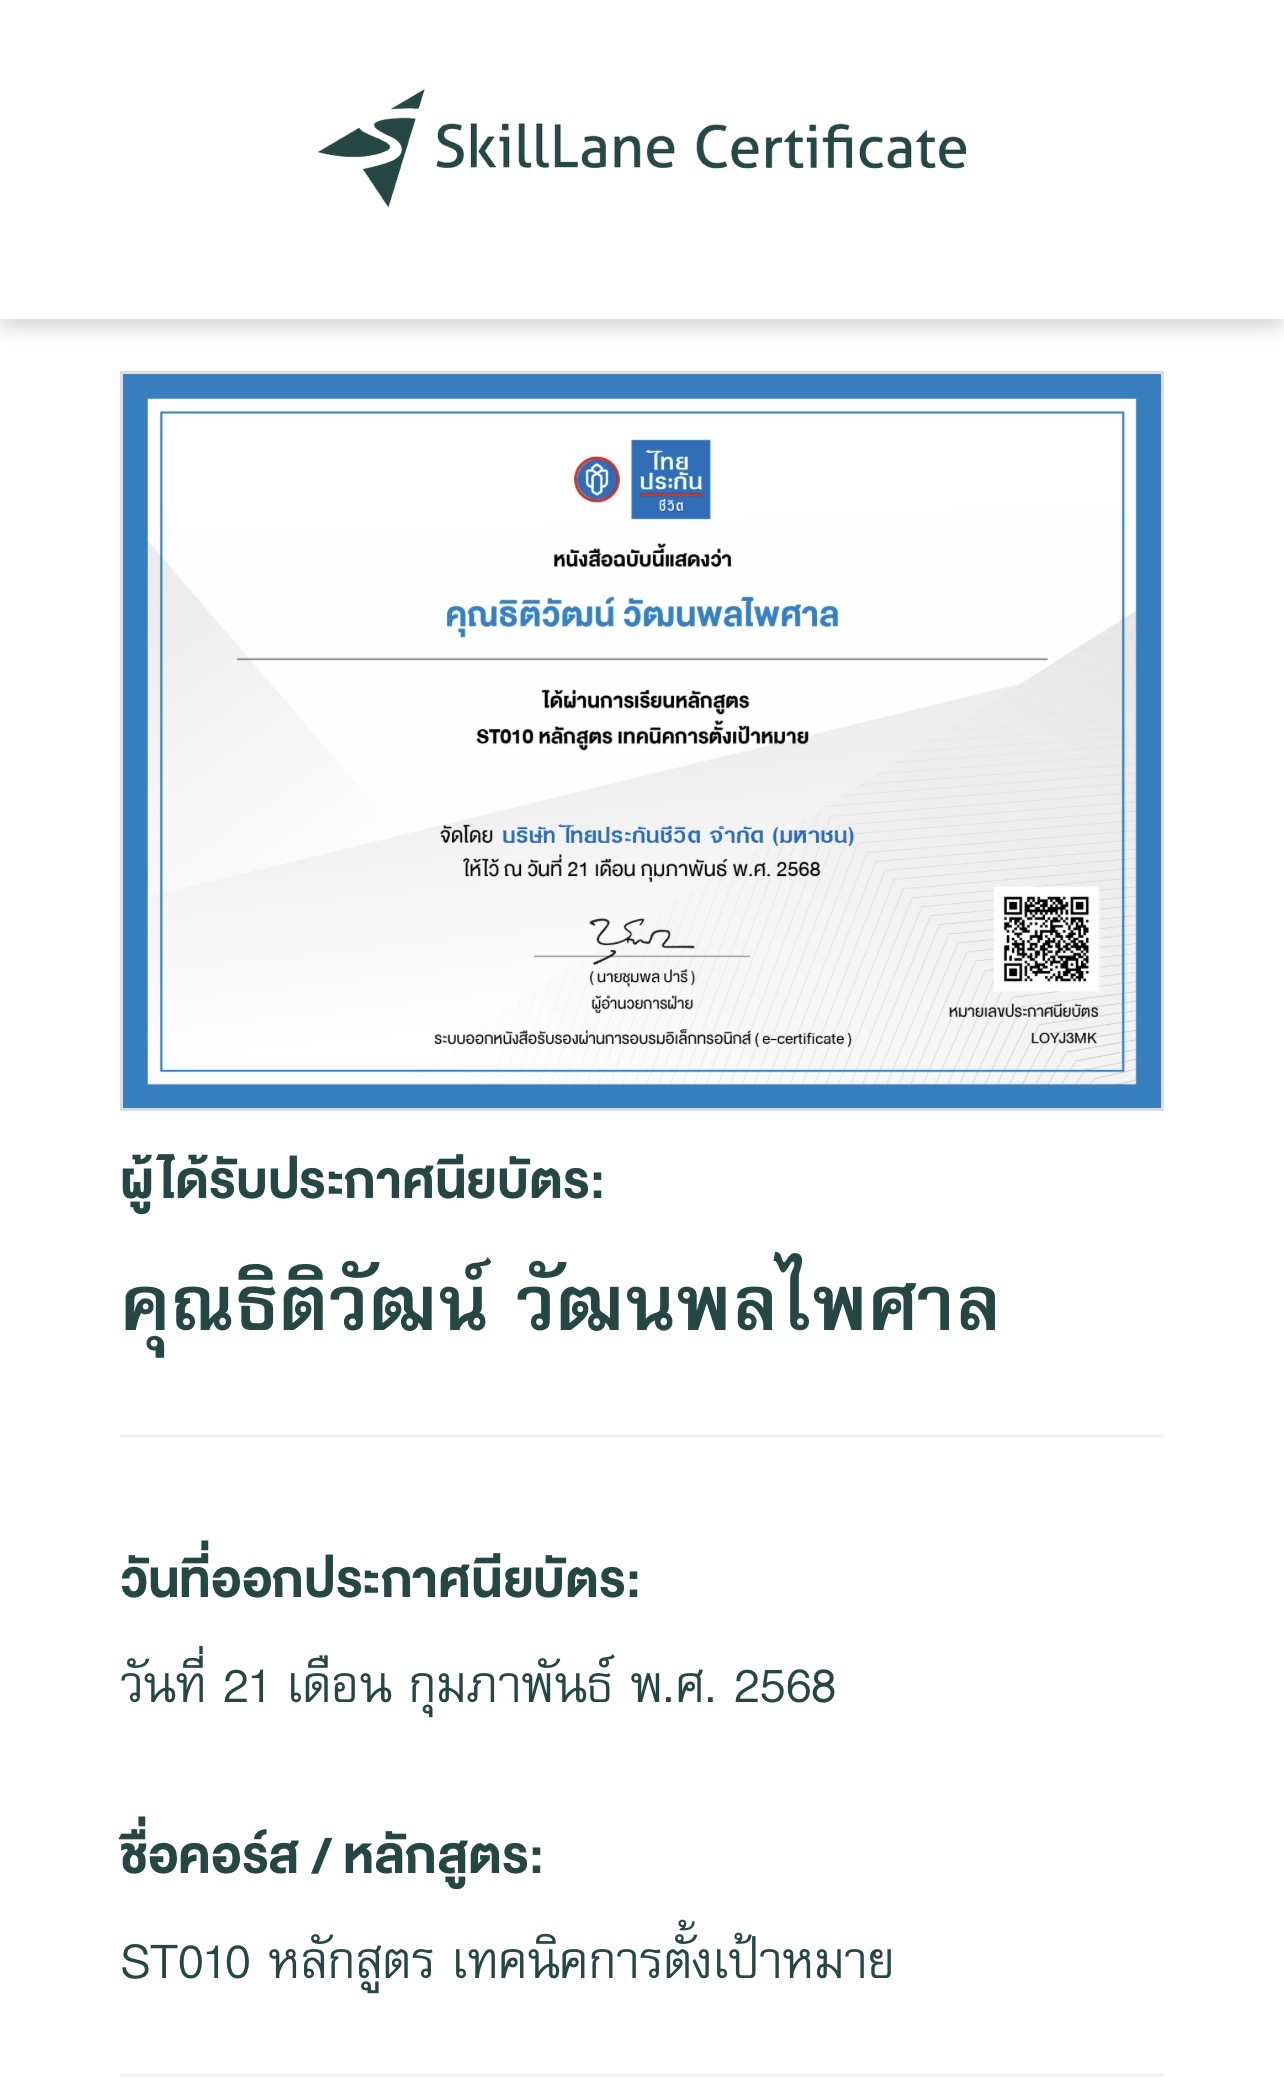 SkillLane Certificate
ไทย
ประกัน
ชีวิต
หนังสือฉบับนี้แสดงว่า
คุณธิติวัฒน์ วัฒนพลไพศาล
ได้ผ่านการเรียนหลักสูตร
ST010 หลักสูตร เทคนิคการตั้งเป้าหมาย
จัดโดย บริษัท ไทยประกันชีวิต จำกัด (มหาชน)
ให้ไว้ ณ วันที่ 21 เดือน กุมภาพันธ์ พ.ศ. 2568
( นายชุมพล ปารี )
ผู้อำนวยการฝ่าย
หมายเลขประกาศนียบัตร
ระบบออกหนังสือรับรองผ่านการอบรมอิเล็กทรอนิกส์ ( e-certificate )
LOYJ3MK
ผู้ได้รับประกาศนียบัตร:
คุณธิติวัฒน์ วัฒนพลไพศาล
วันที่ออกประกาศนียบัตร:
วันที่ 21 เดือน กุมภาพันธ์ พ.ศ. 2568
ชื่อคอร์ส / หลักสูตร:
ST010 หลักสูตร เทคนิคการตั้งเป้าหมาย